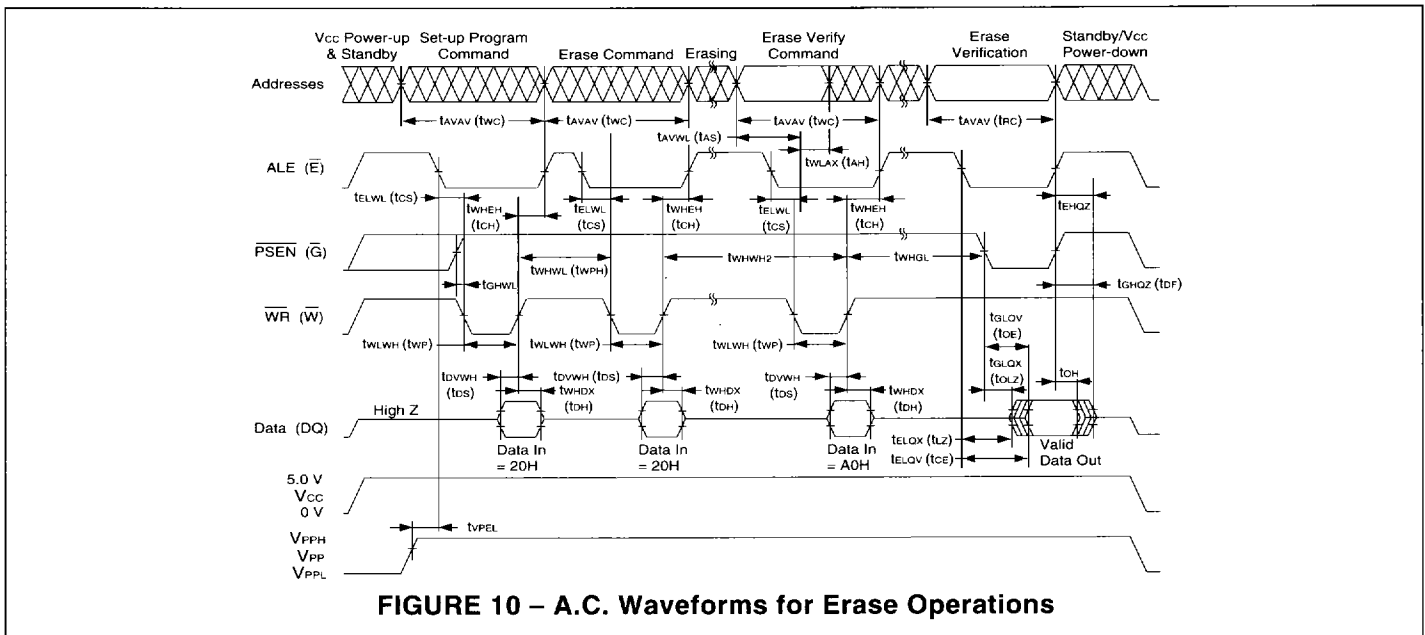 Vcc Power-up & Standby
Set-up Program Command
Erase Command
Erasing
Erase Verify Command
Erase Verification
Standby/Vcc Power-down
Addresses
tAVAV (tWC)
tAVAV (tWC)
tAVAV (tWC)
tAVAV (tRC)
tAVWL (tAS)
tWLAX (tAH)
ALE (E̅)
tELWL (tCS)
tWHEH (tCH)
tELWL (tCS)
tWHEH (tCH)
tELWL (tCS)
tWHEH (tCH)
tEHQZ
P̅S̅E̅N̅ (G̅)
tGHWL
tWHWL (tWPH)
tWHWH2
tWHGL
tGHQZ (tDF)
W̅R̅ (W̅)
tWLWH (tWP)
tWLWH (tWP)
tWLWH (tWP)
tGLQV (tOE)
tGLQX (tOLZ)
tOH
tDVWH (tDS)
tWHDX (tDH)
tDVWH (tDS)
tWHDX (tDH)
tDVWH (tDS)
tWHDX (tDH)
Data (DQ)
High Z
Data In = 20H
Data In = 20H
Data In = A0H
tELQX (tLZ)
tELQV (tCE)
Valid Data Out
5.0 V
VCC
0 V
tVPEL
VPPH
VPP
VPPL
FIGURE 10 – A.C. Waveforms for Erase Operations